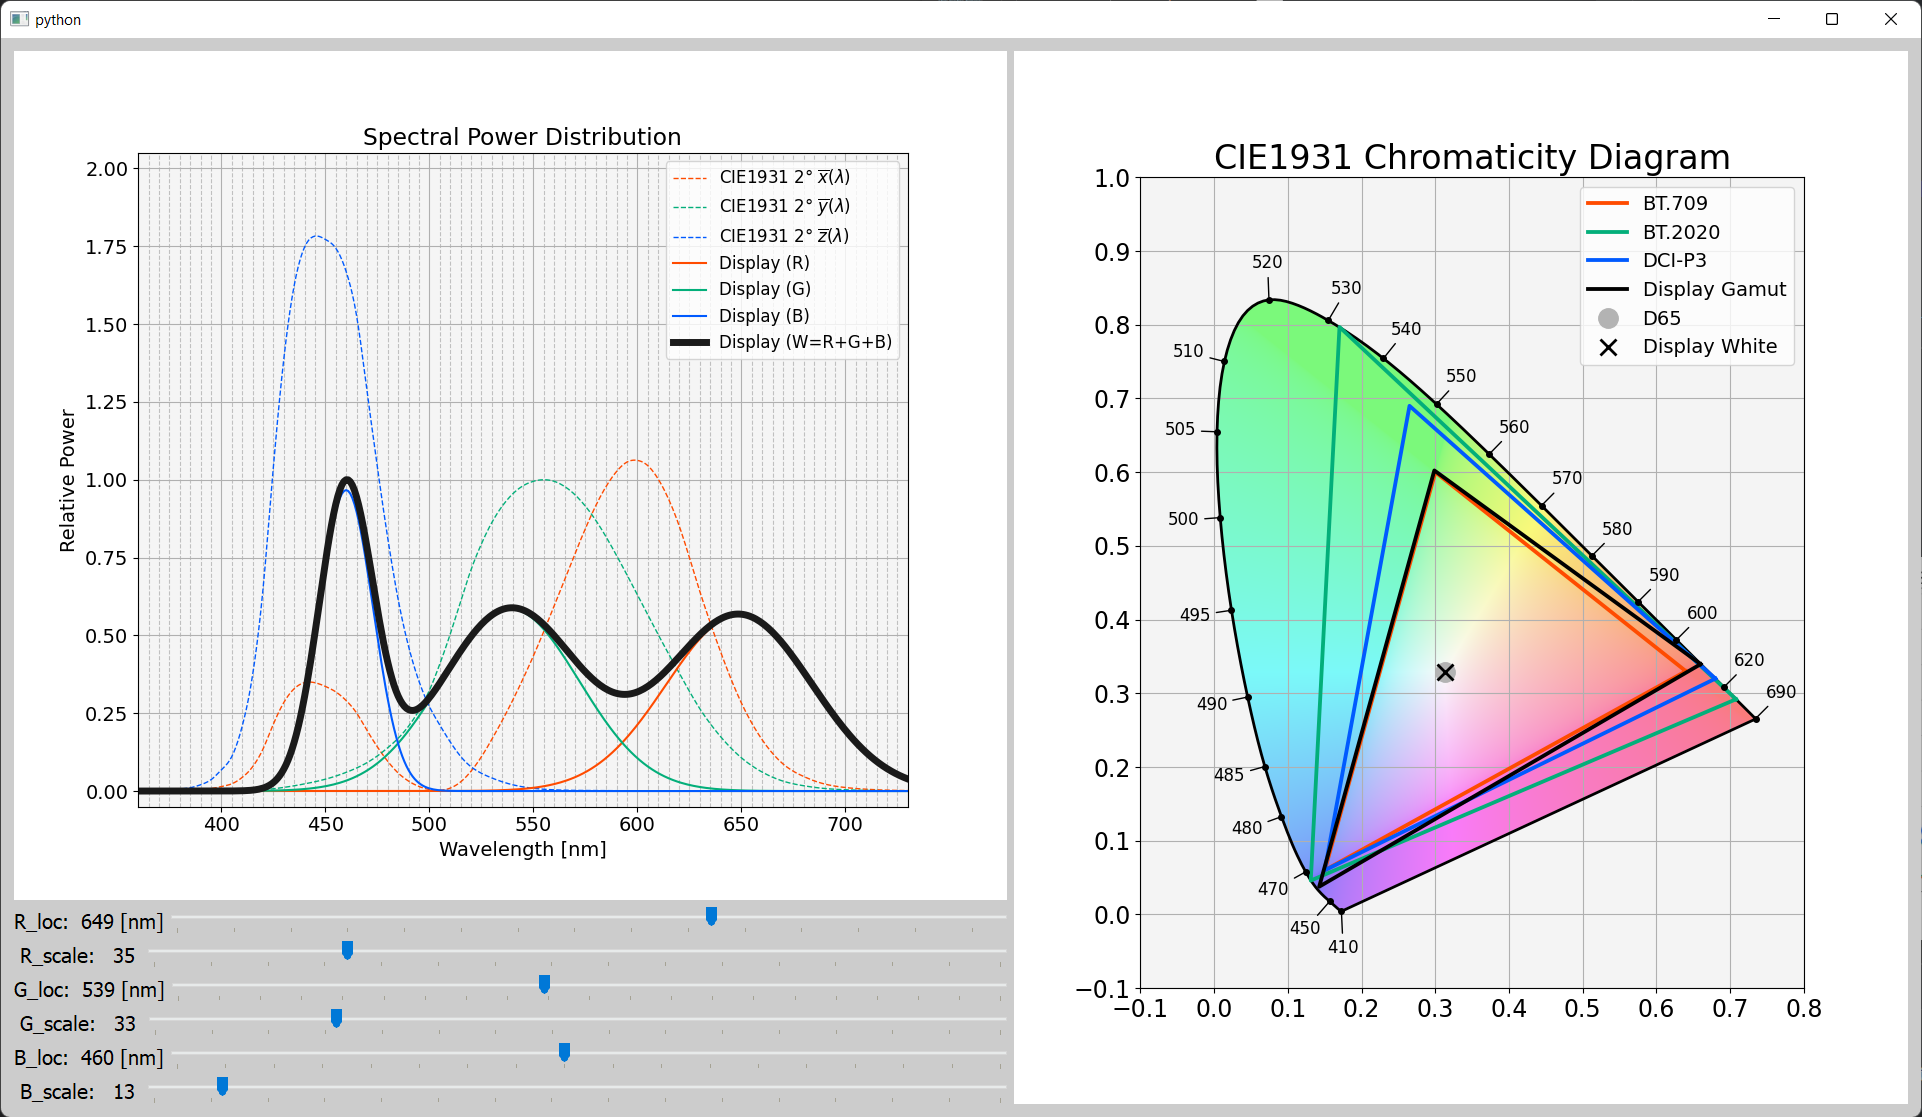 python
Spectral Power Distribution
2.00
1.75
1.50
1.25
1.00
0.75
0.50
0.25
0.00
Relative Power
400 450 500 550 600 650 700
Wavelength [nm]
CIE1931 2° x̅(λ)
CIE1931 2° y̅(λ)
CIE1931 2° z̅(λ)
Display (R)
Display (G)
Display (B)
Display (W=R+G+B)
R_loc: 649 [nm]
R_scale: 35
G_loc: 539 [nm]
G_scale: 33
B_loc: 460 [nm]
B_scale: 13
CIE1931 Chromaticity Diagram
1.0
0.9
0.8
0.7
0.6
0.5
0.4
0.3
0.2
0.1
0.0
−0.1
−0.1 0.0 0.1 0.2 0.3 0.4 0.5 0.6 0.7 0.8
BT.709
BT.2020
DCI-P3
Display Gamut
D65
Display White
520
530
540
550
560
570
580
590
600
620
690
510
505
500
495
490
485
480
470
450
410